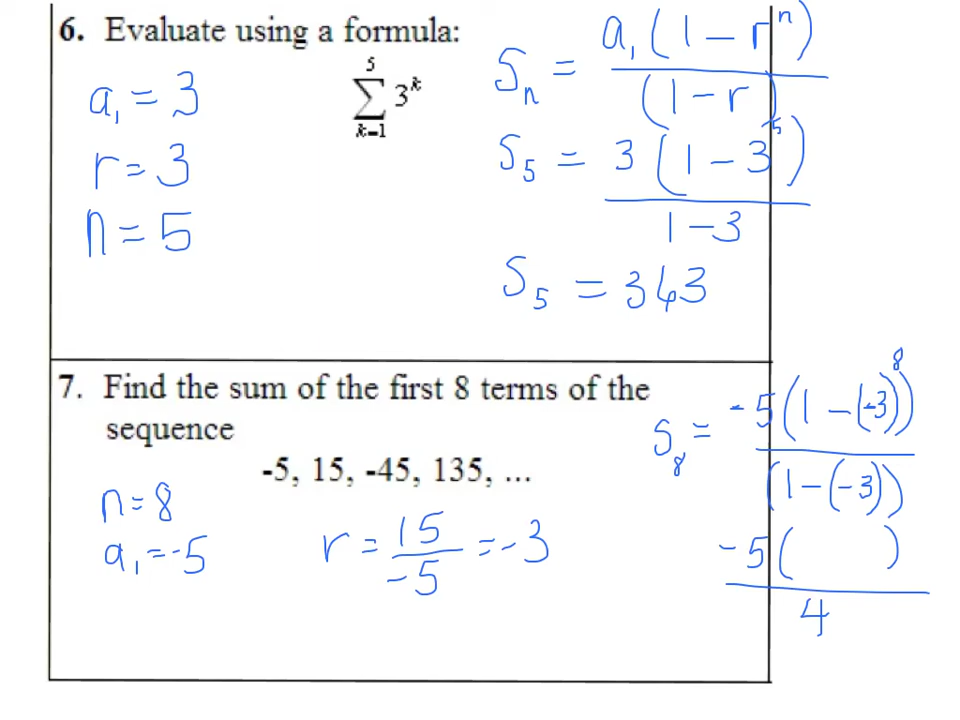 6. Evaluate using a formula:
5
∑ 3^k
k=1
a₁ = 3
r = 3
n = 5
Sₙ = a₁(1 − rⁿ) / (1 − r)
S₅ = 3(1 − 3⁵) / 1 − 3
S₅ = 343
7. Find the sum of the first 8 terms of the
sequence
-5, 15, -45, 135, ...
n = 8
a₁ = -5
r = 15 / -5 = -3
S₈ = -5(1 − (-3)⁸) / (1 − (-3))
-5( ) / 4